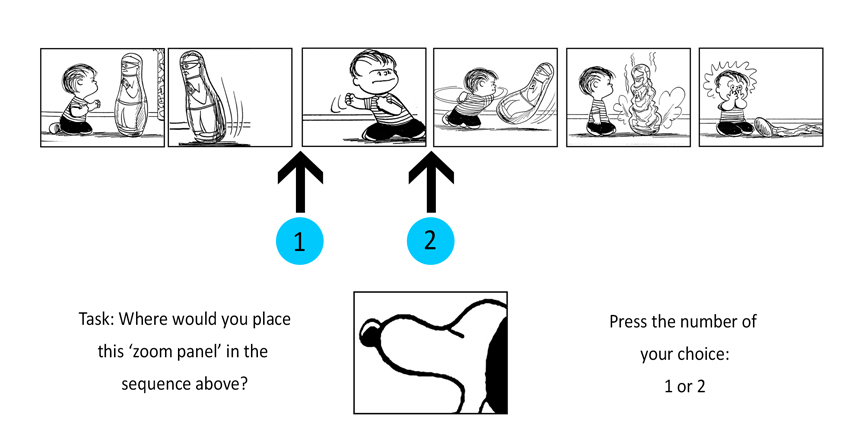 1
2
Task: Where would you place
this ‘zoom panel’ in the
sequence above?
Press the number of
your choice:
1 or 2